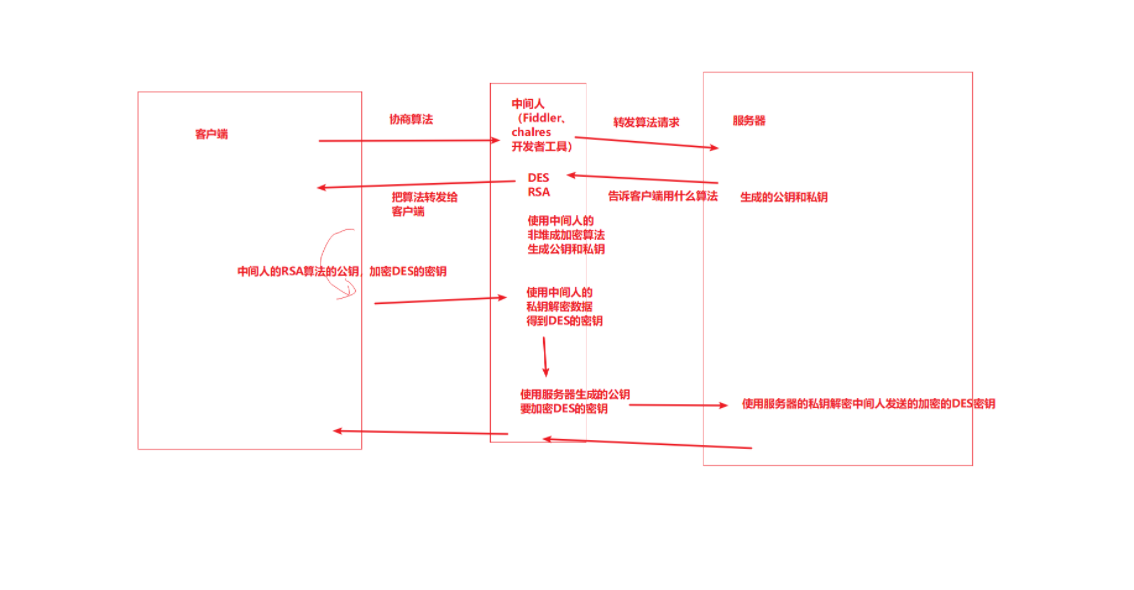 客户端
协商算法
中间人
（Fiddler、
chalres
开发者工具）
转发算法请求
服务器
DES
RSA
把算法转发给
客户端
告诉客户端用什么算法
生成的公钥和私钥
使用中间人的
非堆成加密算法
生成公钥和私钥
中间人的RSA算法的公钥，加密DES的密钥
使用中间人的
私钥解密数据
得到DES的密钥
使用服务器生成的公钥
要加密DES的密钥
使用服务器的私钥解密中间人发送的加密的DES密钥